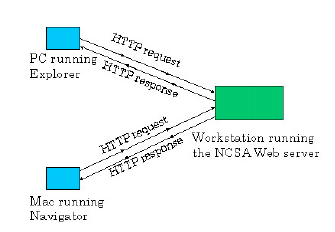 HTTP request
PC running
Explorer
HTTP response
HTTP request
Workstation running
the NCSA Web server
HTTP response
Mac running
Navigator